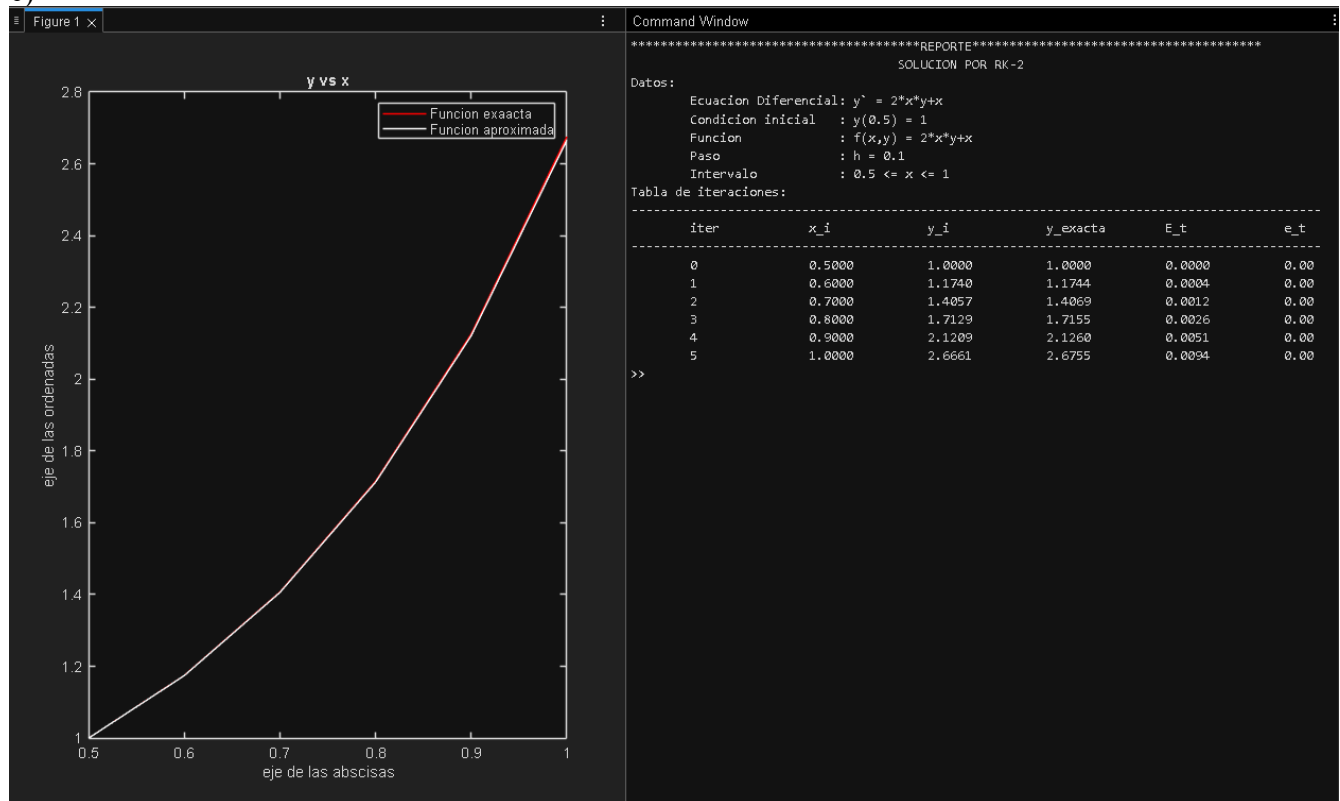 Figure 1 ×
y vs x
Funcion exaacta
Funcion aproximada
2.8
2.6
2.4
2.2
2
1.8
1.6
1.4
1.2
1
eje de las ordenadas
0.5 0.6 0.7 0.8 0.9 1
eje de las abscisas
Command Window
***************************************REPORTE***************************************
SOLUCION POR RK-2
Datos:
Ecuacion Diferencial: y` = 2*x*y+x
Condicion inicial : y(0.5) = 1
Funcion : f(x,y) = 2*x*y+x
Paso : h = 0.1
Intervalo : 0.5 <= x <= 1
Tabla de iteraciones:
---------------------------------------------------------------------------------------------
iter x_i y_i y_exacta E_t e_t
---------------------------------------------------------------------------------------------
0 0.5000 1.0000 1.0000 0.0000 0.00
1 0.6000 1.1740 1.1744 0.0004 0.00
2 0.7000 1.4057 1.4069 0.0012 0.00
3 0.8000 1.7129 1.7155 0.0026 0.00
4 0.9000 2.1209 2.1260 0.0051 0.00
5 1.0000 2.6661 2.6755 0.0094 0.00
>>